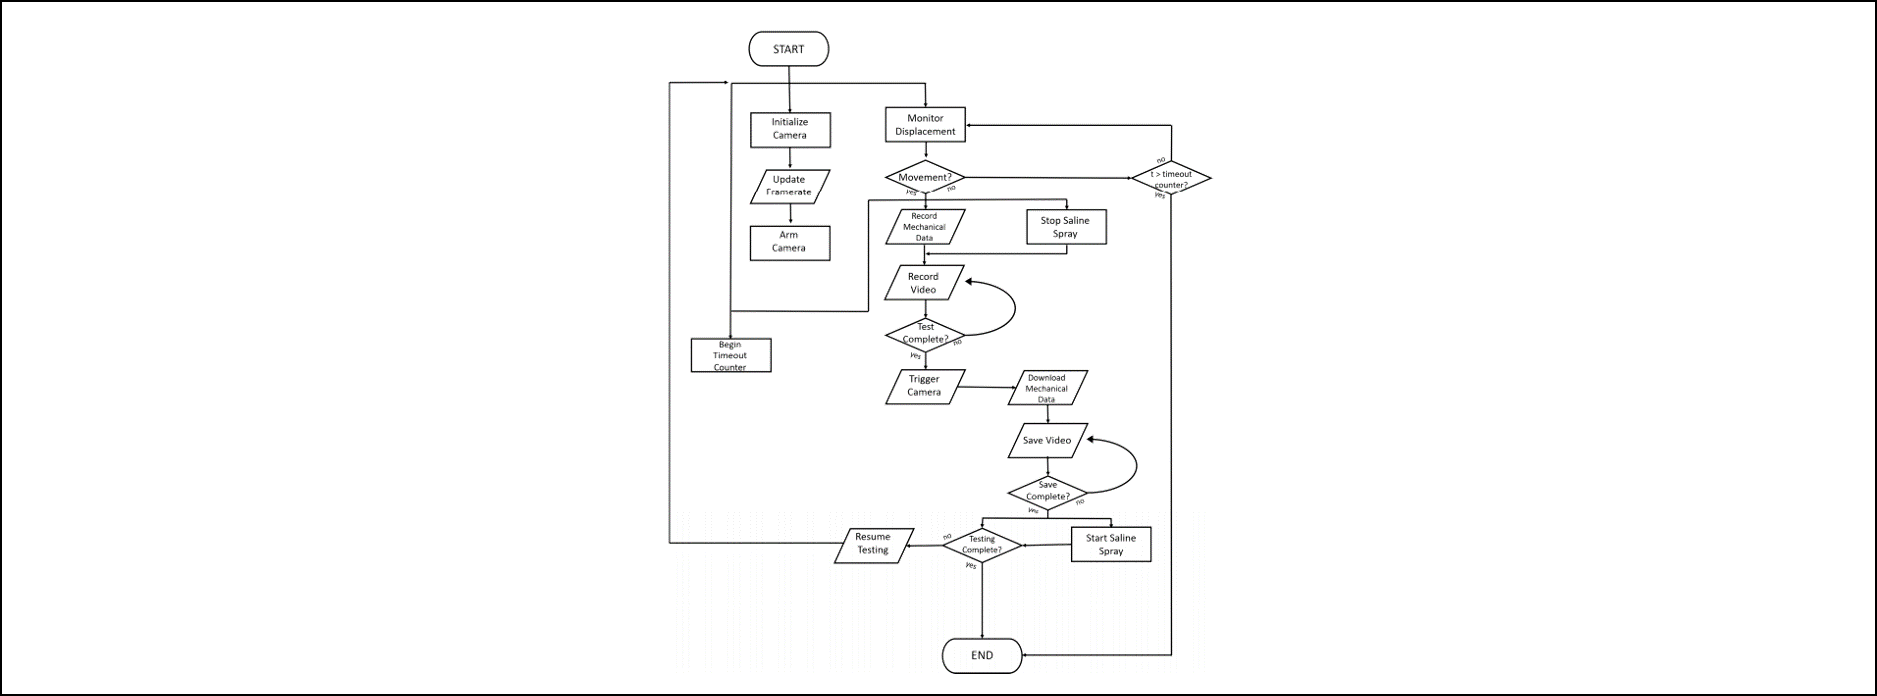 START
Initialize
Camera
Update
Framerate
Arm
Camera
Begin
Timeout
Counter
Monitor
Displacement
Movement?
yes
no
t > timeout
counter?
no
yes
Record
Mechanical
Data
Stop Saline
Spray
Record
Video
Test
Complete?
no
yes
Trigger
Camera
Download
Mechanical
Data
Save Video
Save
Complete?
no
yes
Testing
Complete?
no
yes
Start Saline
Spray
Resume
Testing
END